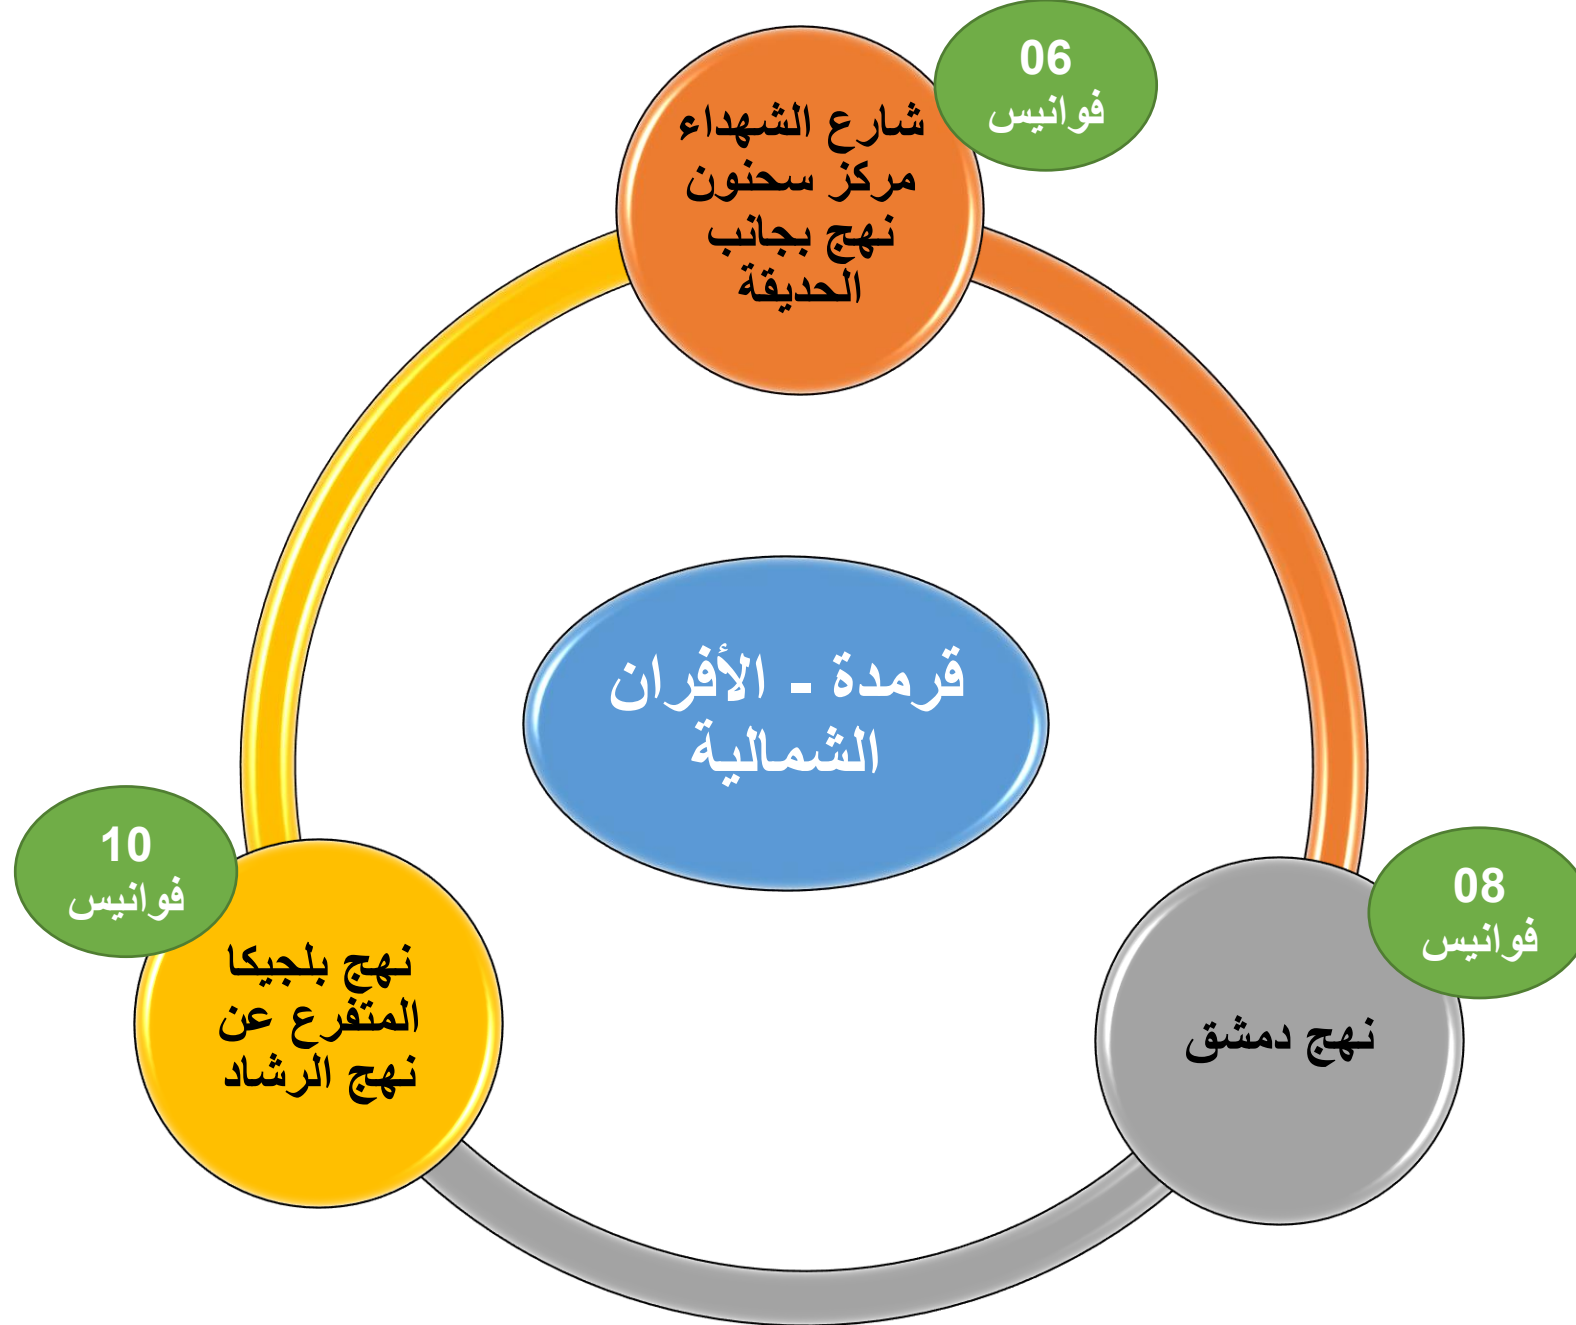 06
فوانيس
شارع الشهداء
مركز سحنون
نهج بجانب
الحديقة
قرمدة - الأفران
الشمالية
08
فوانيس
نهج دمشق
10
فوانيس
نهج بلجيكا
المتفرع عن
نهج الرشاد